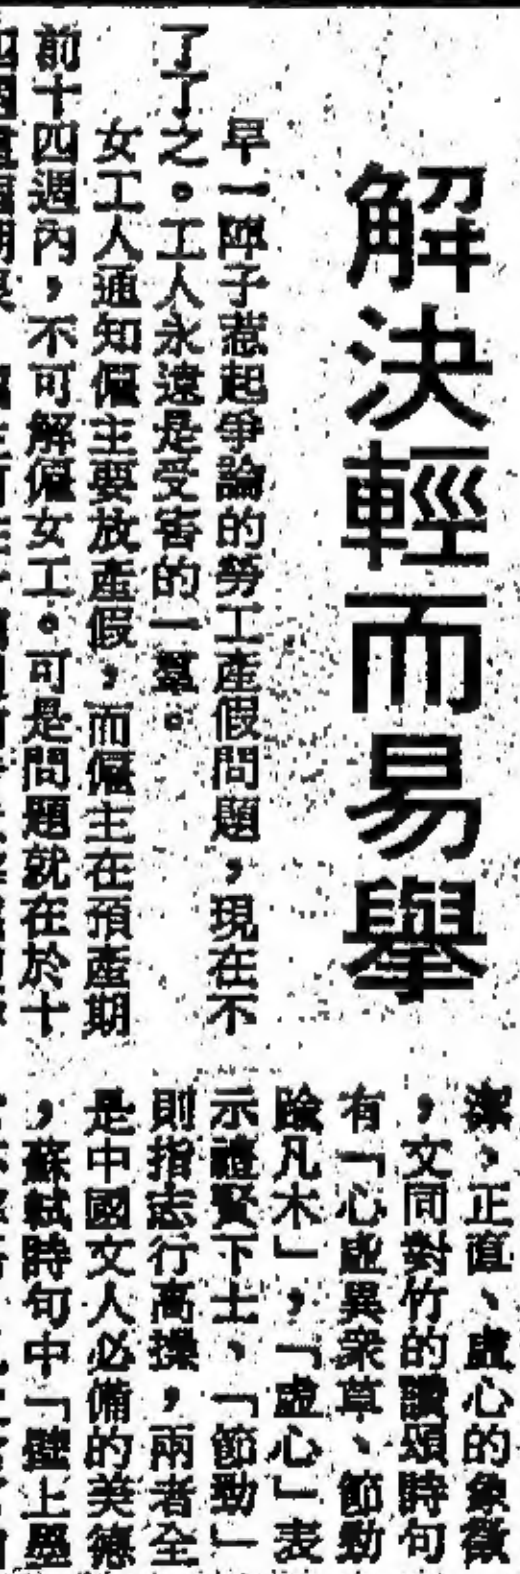 解決輕而易舉
早一陣子惹起爭論的勞工產假問題，現在不
了了之。工人永遠是受害的一羣。
女工人通知僱主要放產假，而僱主在預產期
前十四週內，不可解僱女工。可是問題就在於十
潔、正直、虛心的象徵
，文同對竹的讚頌詩句
有「心虛異衆草、節勁
踰凡木」，「虛心」表
示禮賢下士、「節勁」
則指志行高操，兩者全
是中國文人必備的美德
，蘇軾詩句中「壁上墨